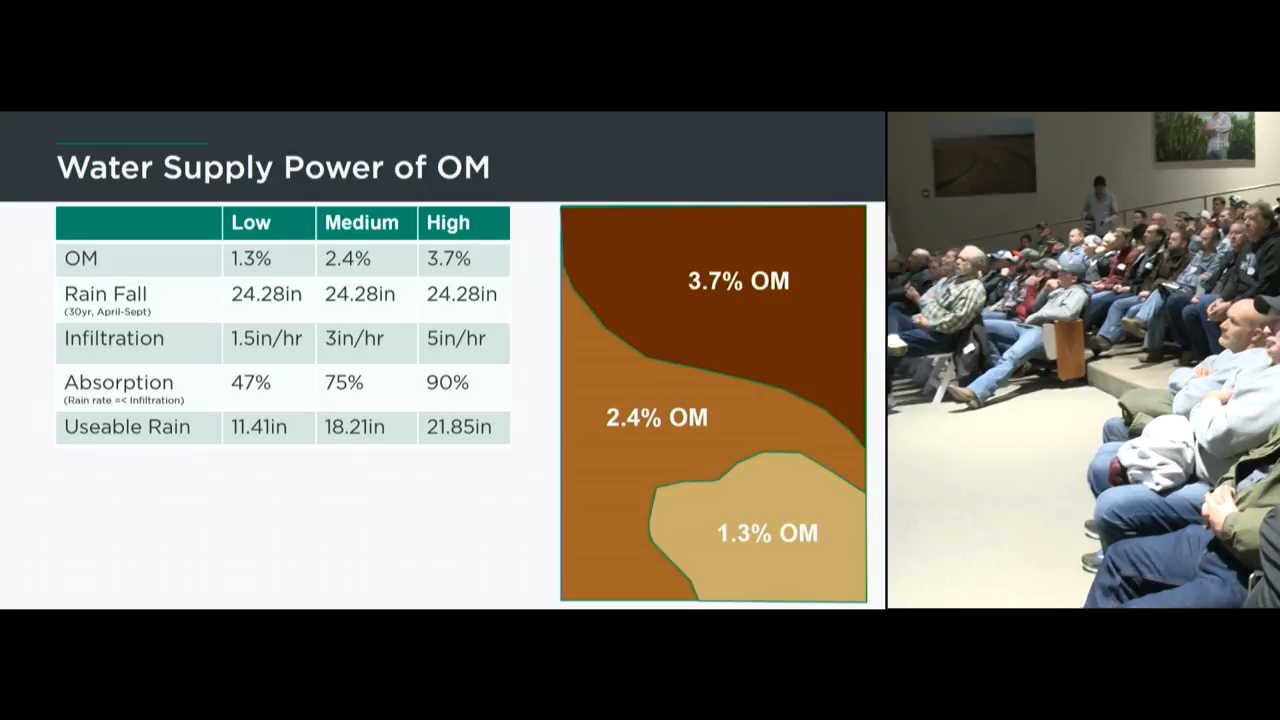 Water Supply Power of OM
Low Medium High
OM 1.3% 2.4% 3.7%
Rain Fall 24.28in 24.28in 24.28in
(30yr, April-Sept)
Infiltration 1.5in/hr 3in/hr 5in/hr
Absorption 47% 75% 90%
(Rain rate =< Infiltration)
Useable Rain 11.41in 18.21in 21.85in
3.7% OM
2.4% OM
1.3% OM